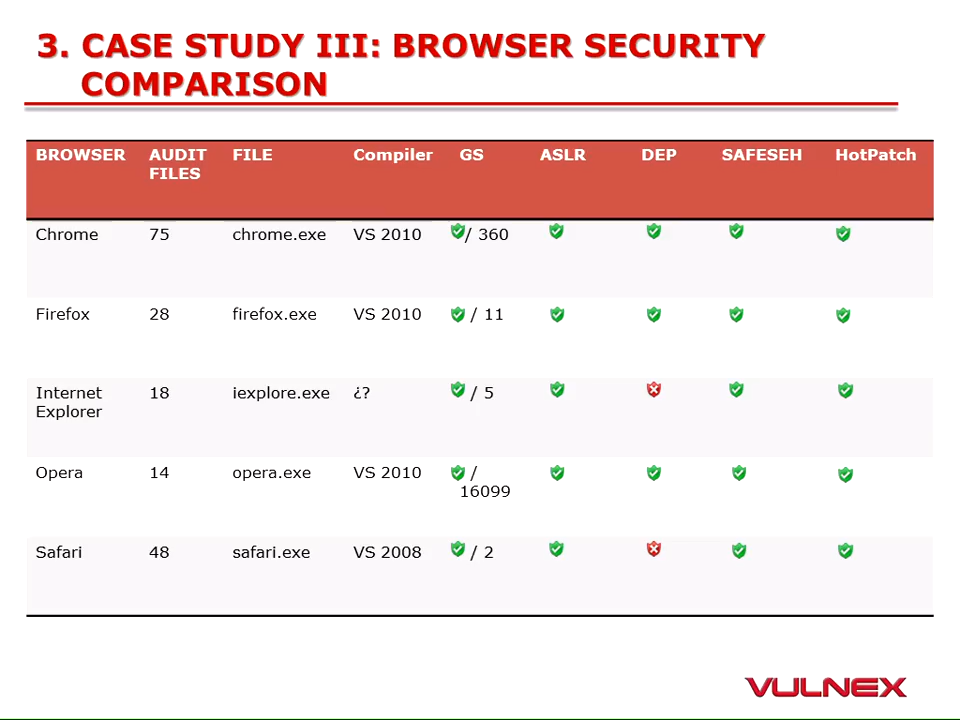 3. CASE STUDY III: BROWSER SECURITY
COMPARISON
BROWSER AUDIT FILES FILE Compiler GS ASLR DEP SAFESEH HotPatch
Chrome 75 chrome.exe VS 2010 / 360
Firefox 28 firefox.exe VS 2010 / 11
Internet Explorer 18 iexplore.exe ¿? / 5
Opera 14 opera.exe VS 2010 / 16099
Safari 48 safari.exe VS 2008 / 2
VULNEX